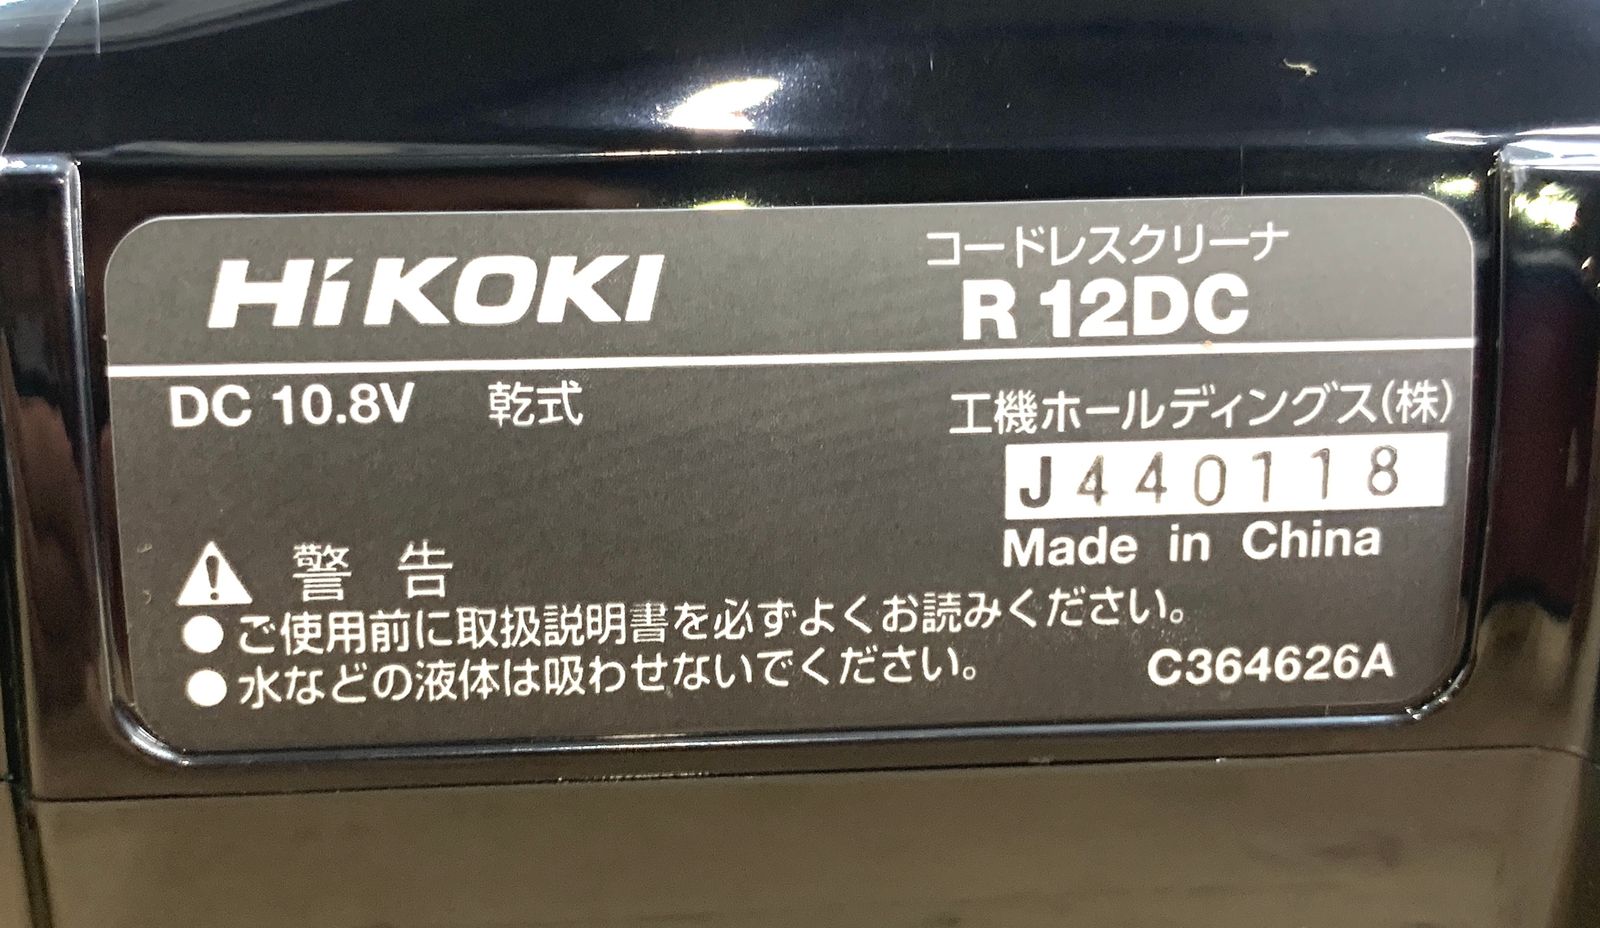 HiKOKI
コードレスクリーナ
R 12DC
DC 10.8V 乾式
工機ホールディングス(株)
J440118
Made in China
警告
●ご使用前に取扱説明書を必ずよくお読みください。
●水などの液体は吸わせないでください。
C364626A